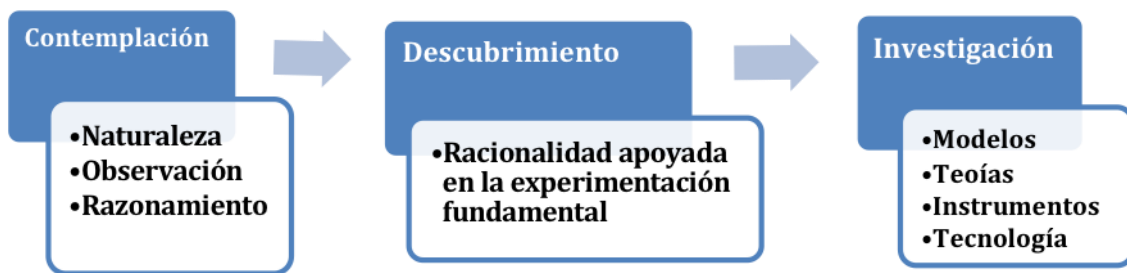 Contemplación
•Naturaleza
•Observación
•Razonamiento
Descubrimiento
•Racionalidad apoyada
en la experimentación
fundamental
Investigación
•Modelos
•Teoías
•Instrumentos
•Tecnología